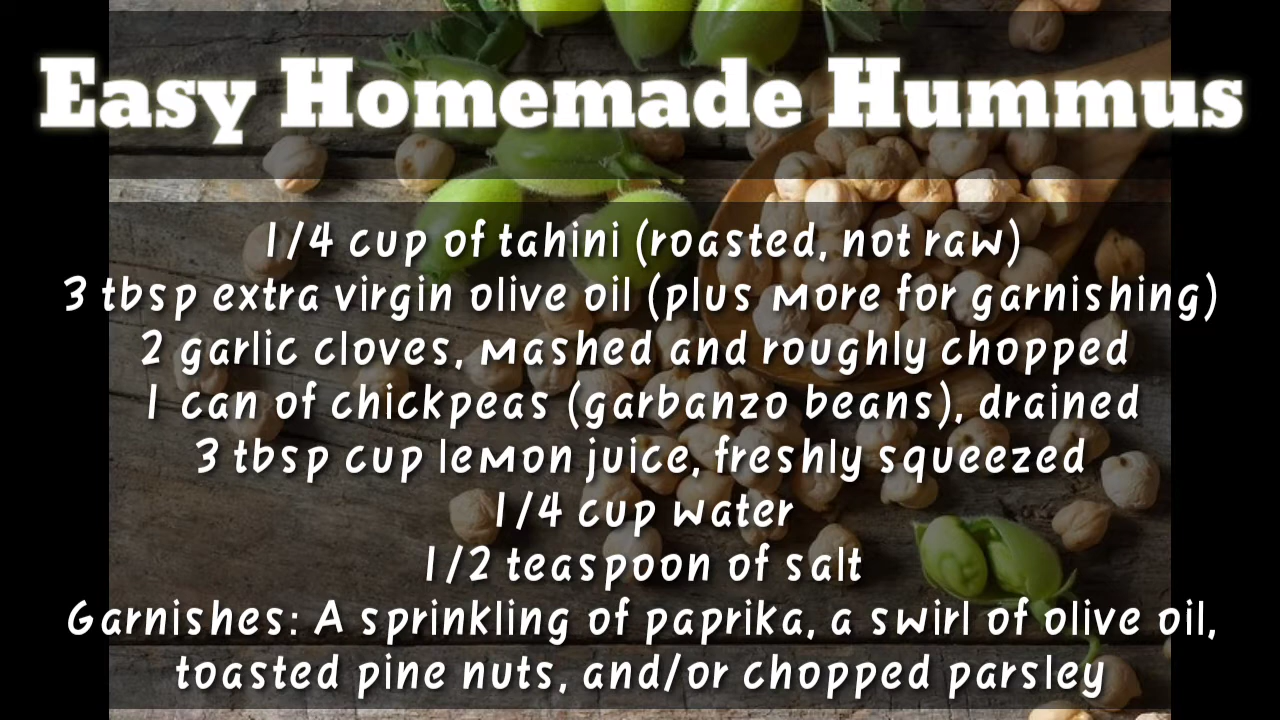 Easy Homemade Hummus
1/4 cup of tahini (roasted, not raw)
3 tbsp extra virgin olive oil (plus more for garnishing)
2 garlic cloves, mashed and roughly chopped
1 can of chickpeas (garbanzo beans), drained
3 tbsp cup lemon juice, freshly squeezed
1/4 cup water
1/2 teaspoon of salt
Garnishes: A sprinkling of paprika, a swirl of olive oil,
toasted pine nuts, and/or chopped parsley